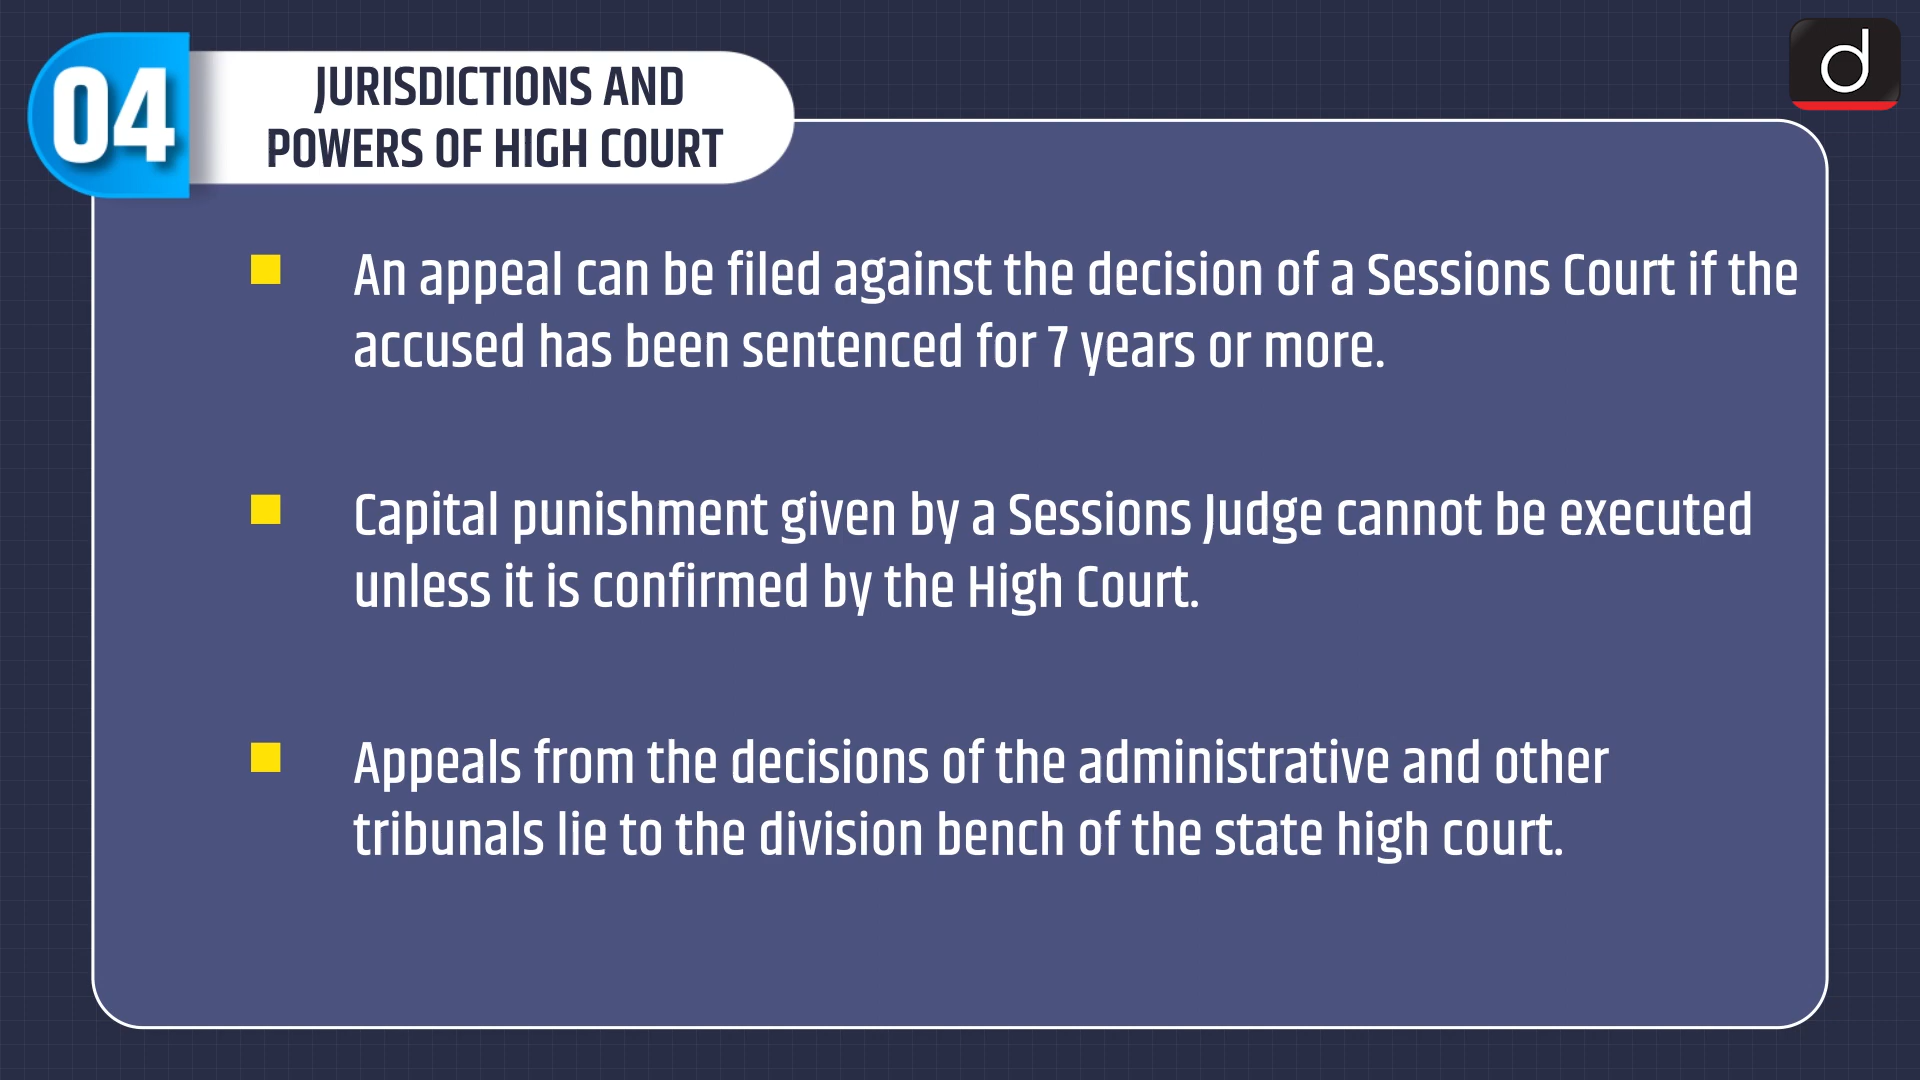 04
JURISDICTIONS AND
POWERS OF HIGH COURT
d
An appeal can be filed against the decision of a Sessions Court if the
accused has been sentenced for 7 years or more.
Capital punishment given by a Sessions Judge cannot be executed
unless it is confirmed by the High Court.
Appeals from the decisions of the administrative and other
tribunals lie to the division bench of the state high court.